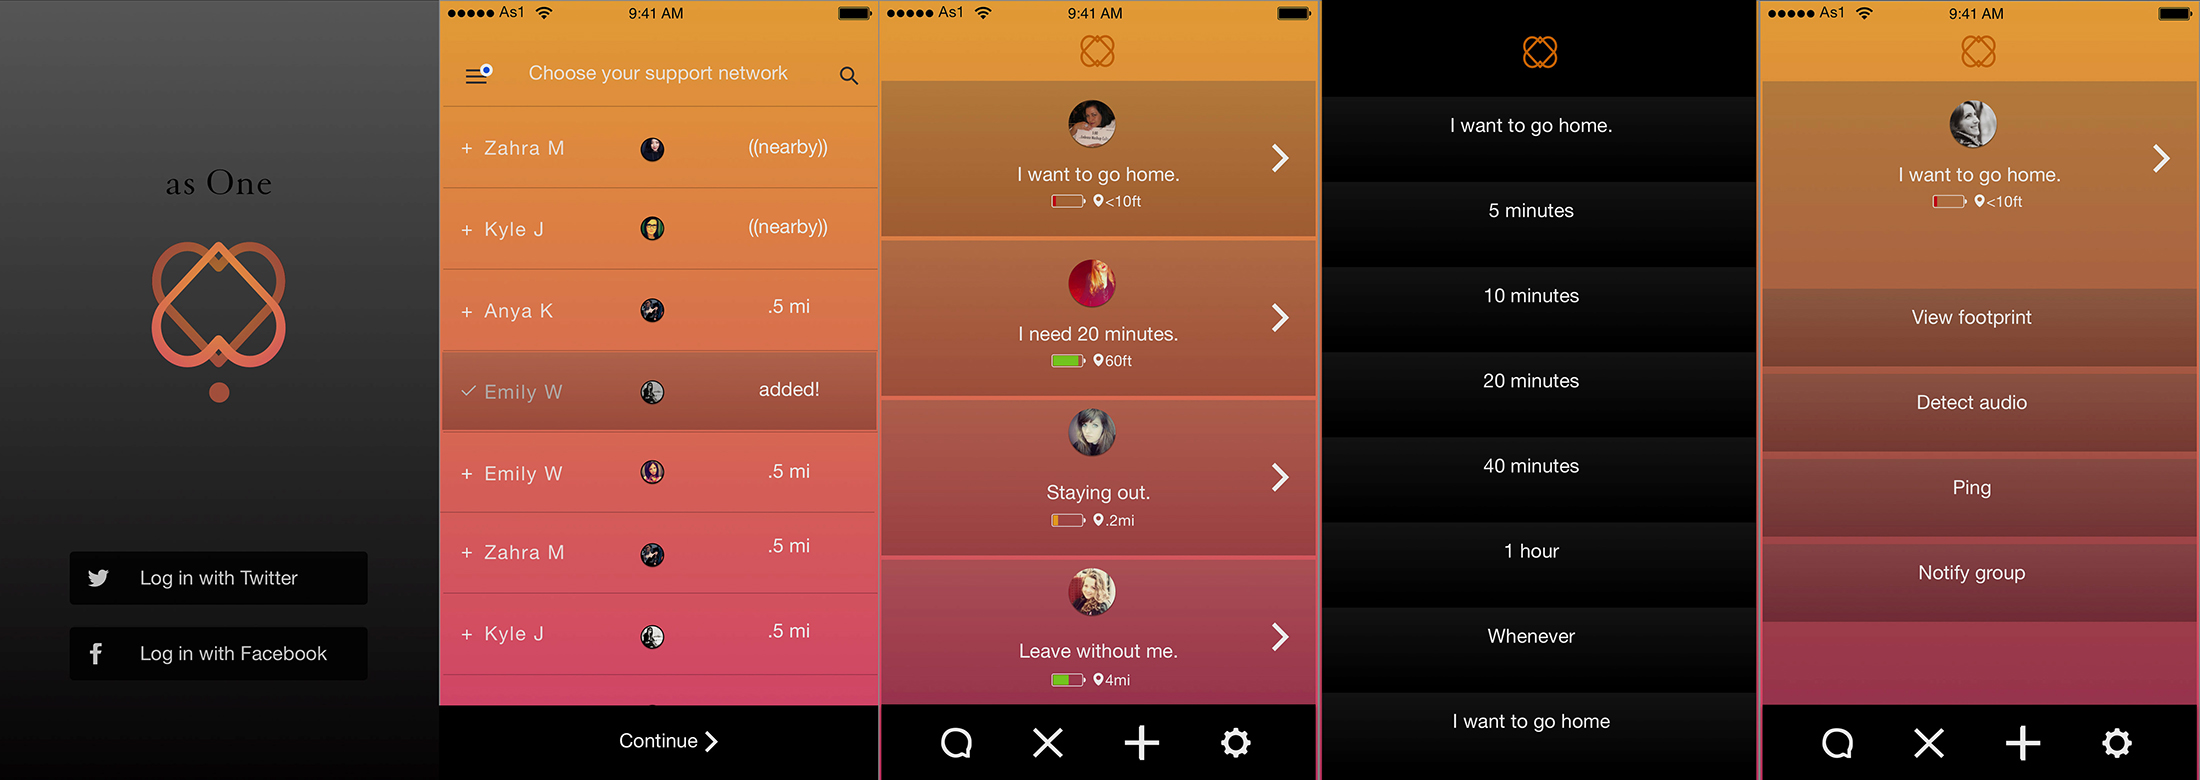 as One
Log in with Twitter
Log in with Facebook
As1 9:41 AM
Choose your support network
+ Zahra M ((nearby))
+ Kyle J ((nearby))
+ Anya K .5 mi
Emily W added!
+ Emily W .5 mi
+ Zahra M .5 mi
+ Kyle J .5 mi
Continue
As1 9:41 AM
I want to go home.
<10ft
I need 20 minutes.
60ft
Staying out.
.2mi
Leave without me.
4mi
I want to go home.
5 minutes
10 minutes
20 minutes
40 minutes
1 hour
Whenever
I want to go home
As1 9:41 AM
I want to go home.
<10ft
View footprint
Detect audio
Ping
Notify group